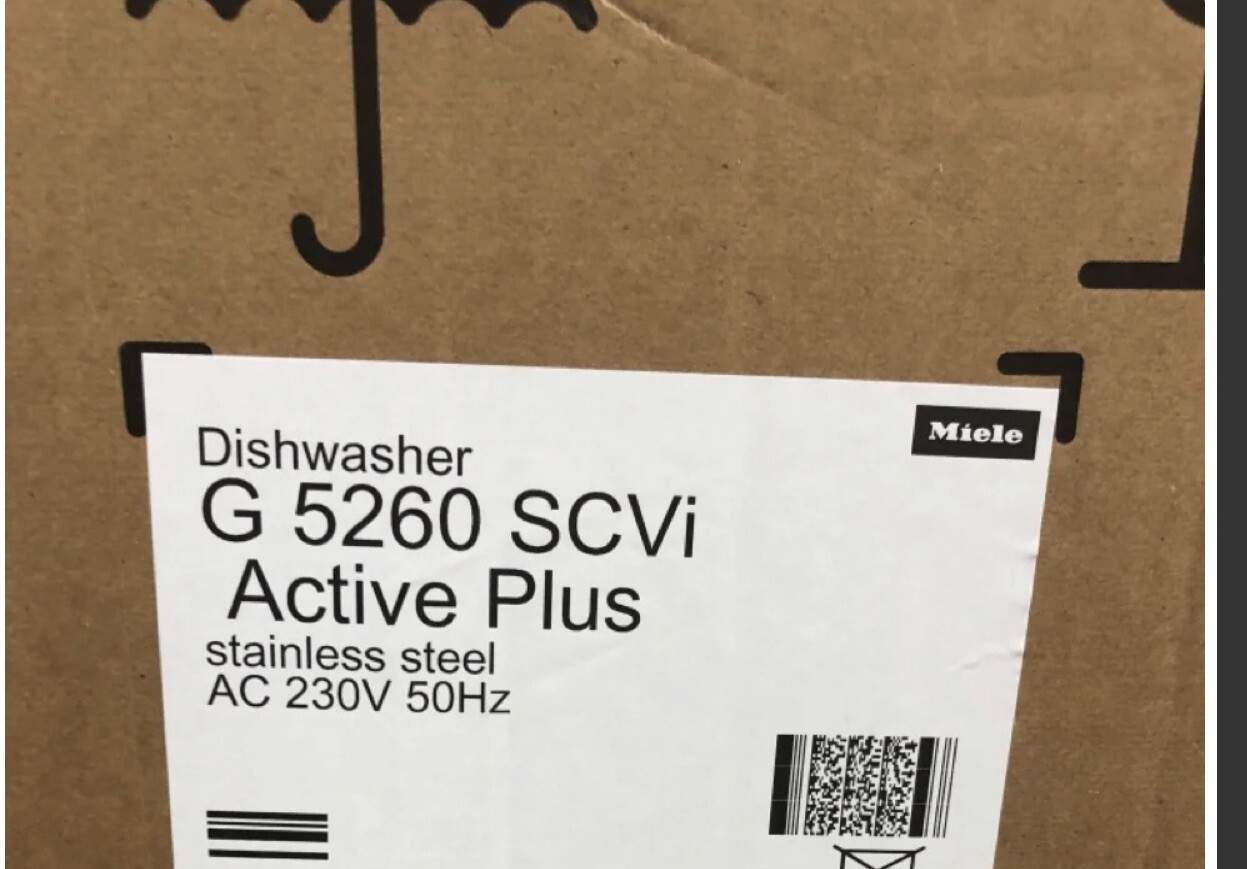 Miele
Dishwasher
G 5260 SCVi
Active Plus
stainless steel
AC 230V 50Hz